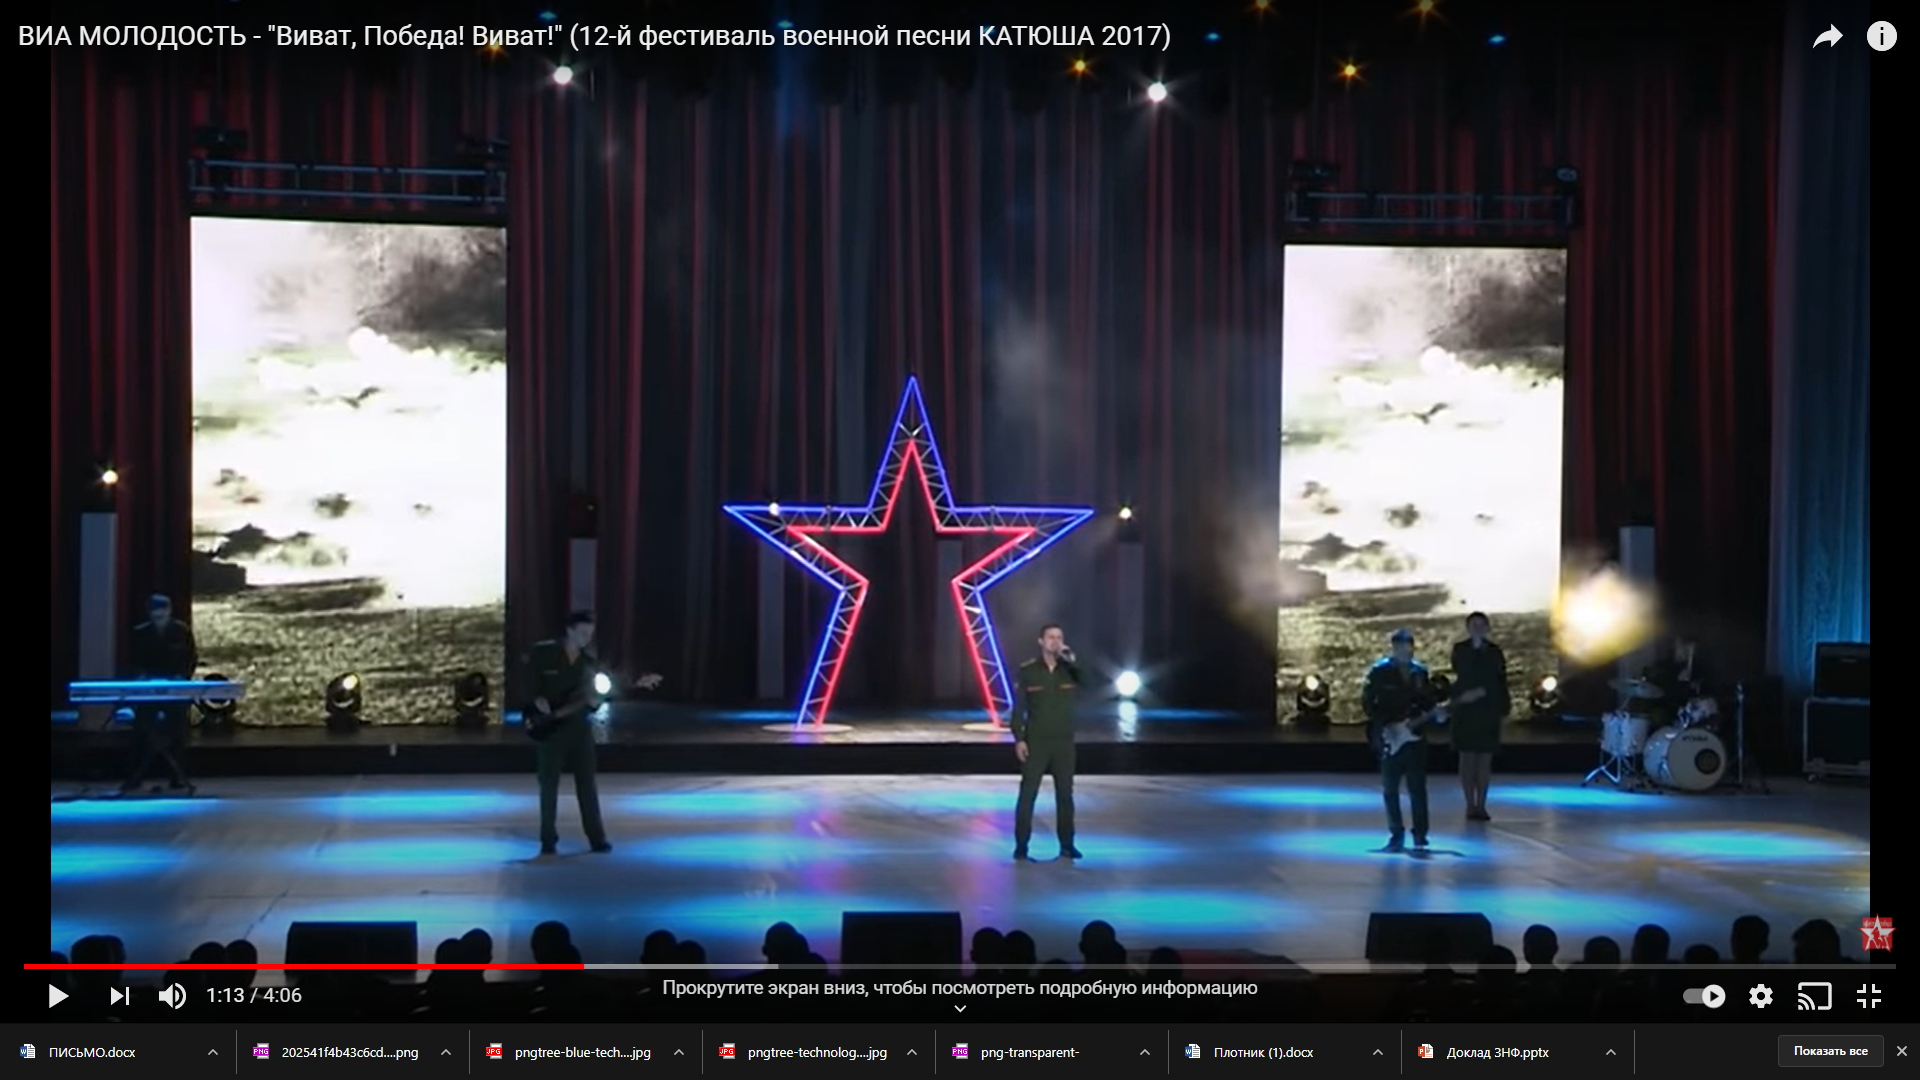 ВИА МОЛОДОСТЬ - "Виват, Победа! Виват!" (12-й фестиваль военной песни КАТЮША 2017)
1:13 / 4:06
Прокрутите экран вниз, чтобы посмотреть подробную информацию
ПИСЬМО.docx
202541f4b43c6cd....png
pngtree-blue-tech....jpg
pngtree-technolog....jpg
png-transparent-
Плотник (1).docx
Доклад ЗНФ.pptx
Показать все